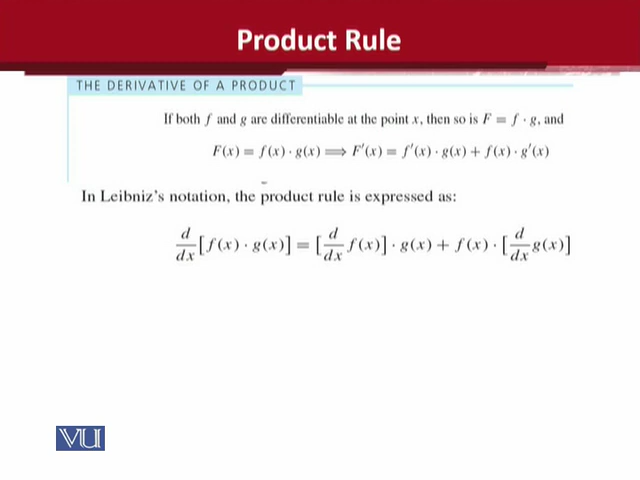 Product Rule
THE DERIVATIVE OF A PRODUCT
If both f and g are differentiable at the point x, then so is F = f · g, and
F(x) = f(x) · g(x) ⟹ F′(x) = f′(x) · g(x) + f(x) · g′(x)
In Leibniz's notation, the product rule is expressed as:
d/dx [f(x) · g(x)] = [d/dx f(x)] · g(x) + f(x) · [d/dx g(x)]
VU